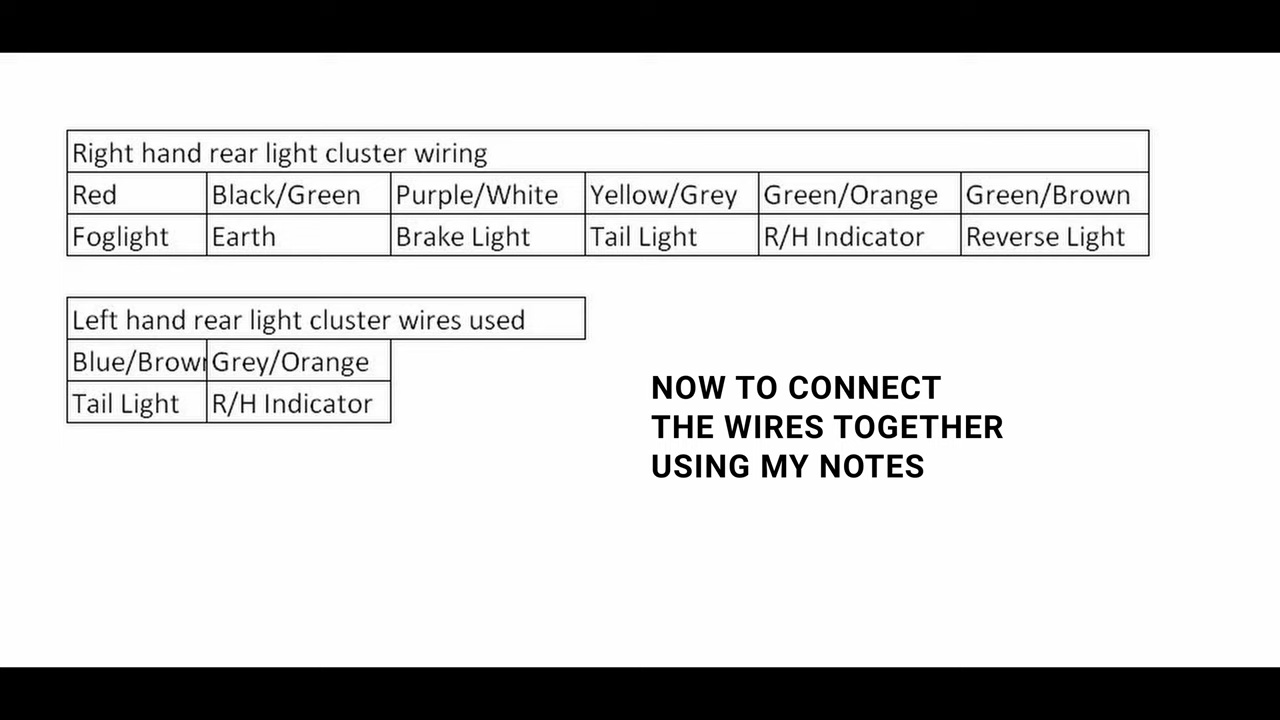 Right hand rear light cluster wiring
Red Black/Green Purple/White Yellow/Grey Green/Orange Green/Brown
Foglight Earth Brake Light Tail Light R/H Indicator Reverse Light
Left hand rear light cluster wires used
Blue/Brown Grey/Orange
Tail Light R/H Indicator
NOW TO CONNECT
THE WIRES TOGETHER
USING MY NOTES